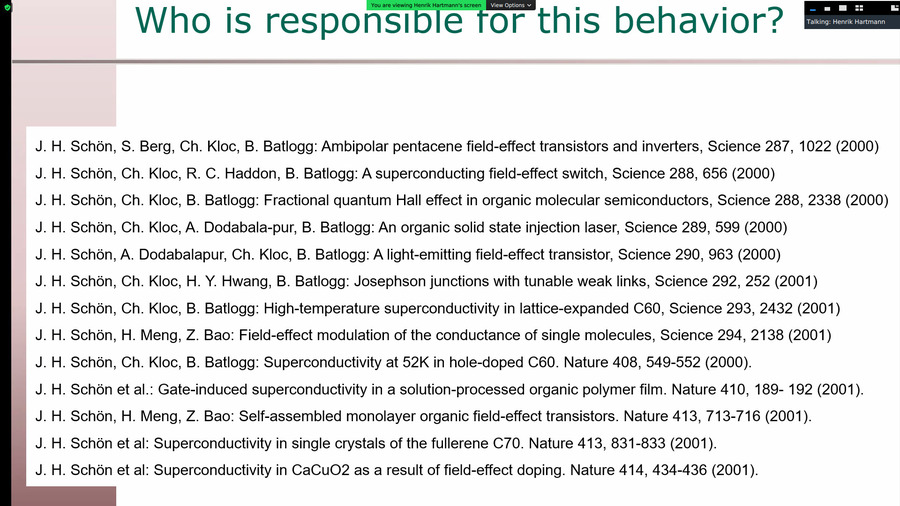 You are viewing Henrik Hartmann's screen
View Options
Talking: Henrik Hartmann
Who is responsible for this behavior?
J. H. Schön, S. Berg, Ch. Kloc, B. Batlogg: Ambipolar pentacene field-effect transistors and inverters, Science 287, 1022 (2000)
J. H. Schön, Ch. Kloc, R. C. Haddon, B. Batlogg: A superconducting field-effect switch, Science 288, 656 (2000)
J. H. Schön, Ch. Kloc, B. Batlogg: Fractional quantum Hall effect in organic molecular semiconductors, Science 288, 2338 (2000)
J. H. Schön, Ch. Kloc, A. Dodabala-pur, B. Batlogg: An organic solid state injection laser, Science 289, 599 (2000)
J. H. Schön, A. Dodabalapur, Ch. Kloc, B. Batlogg: A light-emitting field-effect transistor, Science 290, 963 (2000)
J. H. Schön, Ch. Kloc, H. Y. Hwang, B. Batlogg: Josephson junctions with tunable weak links, Science 292, 252 (2001)
J. H. Schön, Ch. Kloc, B. Batlogg: High-temperature superconductivity in lattice-expanded C60, Science 293, 2432 (2001)
J. H. Schön, H. Meng, Z. Bao: Field-effect modulation of the conductance of single molecules, Science 294, 2138 (2001)
J. H. Schön, Ch. Kloc, B. Batlogg: Superconductivity at 52K in hole-doped C60. Nature 408, 549-552 (2000).
J. H. Schön et al.: Gate-induced superconductivity in a solution-processed organic polymer film. Nature 410, 189- 192 (2001).
J. H. Schön, H. Meng, Z. Bao: Self-assembled monolayer organic field-effect transistors. Nature 413, 713-716 (2001).
J. H. Schön et al: Superconductivity in single crystals of the fullerene C70. Nature 413, 831-833 (2001).
J. H. Schön et al: Superconductivity in CaCuO2 as a result of field-effect doping. Nature 414, 434-436 (2001).